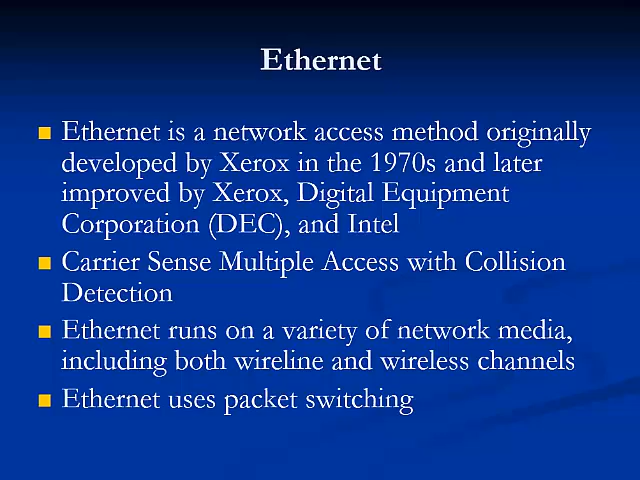 Ethernet
Ethernet is a network access method originally
developed by Xerox in the 1970s and later
improved by Xerox, Digital Equipment
Corporation (DEC), and Intel
Carrier Sense Multiple Access with Collision
Detection
Ethernet runs on a variety of network media,
including both wireline and wireless channels
Ethernet uses packet switching